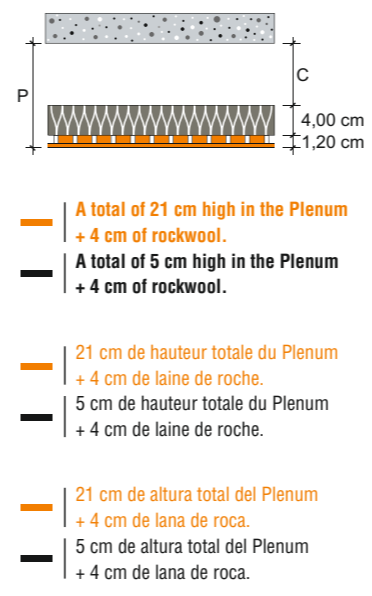 P
C
4,00 cm
1,20 cm
A total of 21 cm high in the Plenum
+ 4 cm of rockwool.
A total of 5 cm high in the Plenum
+ 4 cm of rockwool.
21 cm de hauteur totale du Plenum
+ 4 cm de laine de roche.
5 cm de hauteur totale du Plenum
+ 4 cm de laine de roche.
21 cm de altura total del Plenum
+ 4 cm de lana de roca.
5 cm de altura total del Plenum
+ 4 cm de lana de roca.